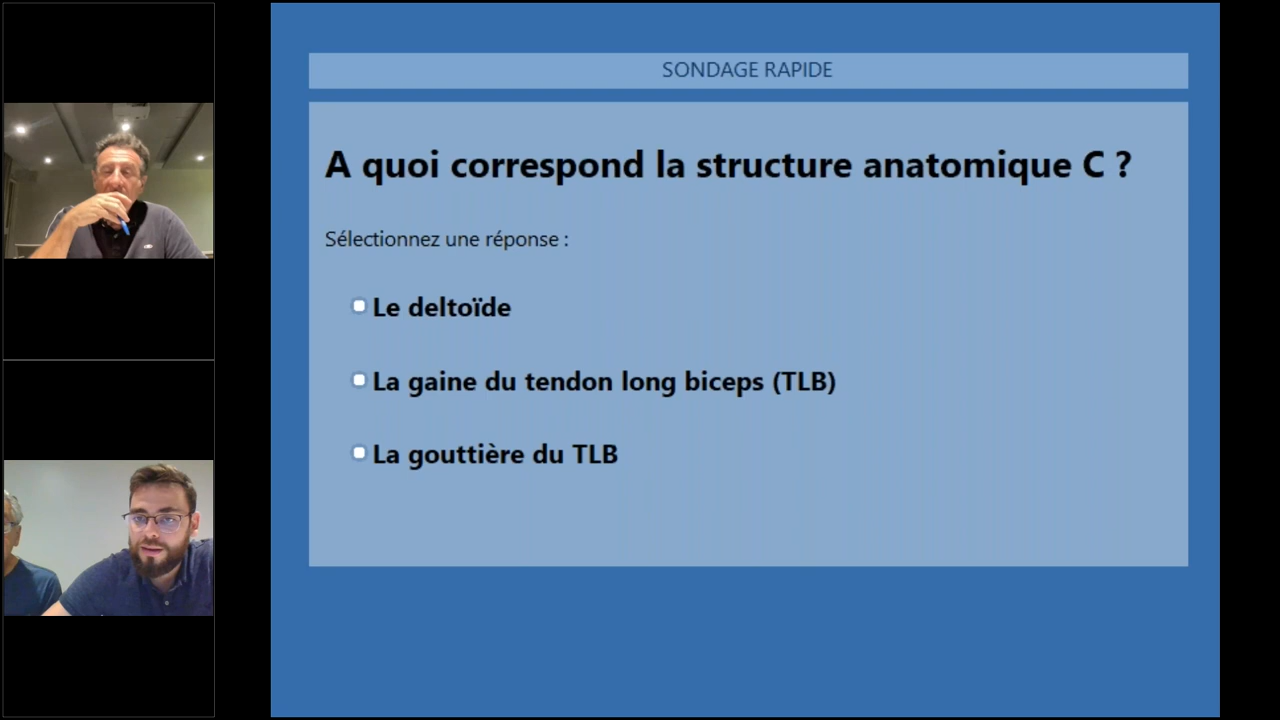 SONDAGE RAPIDE
A quoi correspond la structure anatomique C ?
Sélectionnez une réponse :
Le deltoïde
La gaine du tendon long biceps (TLB)
La gouttière du TLB